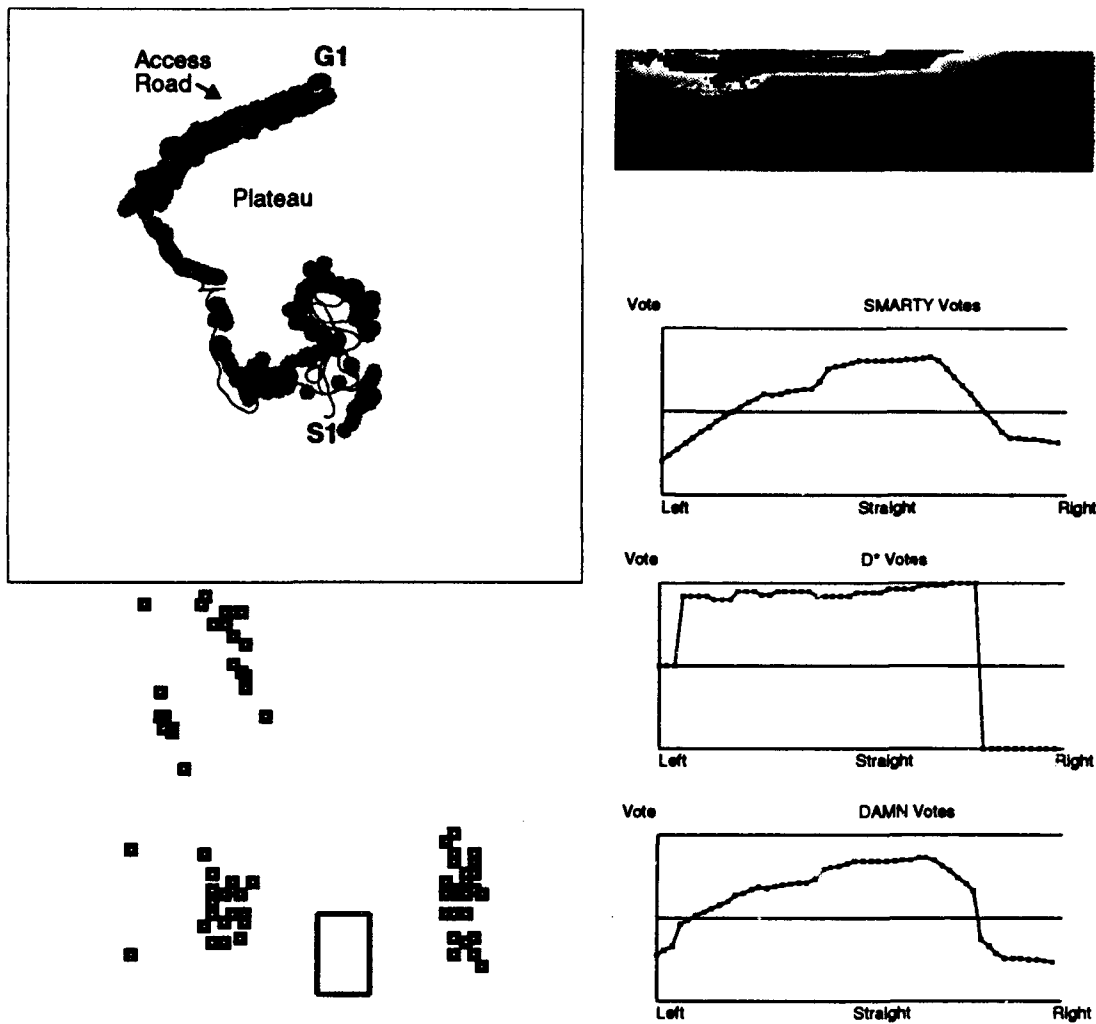 Access
Road
G1
Plateau
S1
Vote
SMARTY Votes
Left
Straight
Right
Vote
D* Votes
Left
Straight
Right
Vote
DAMN Votes
Left
Straight
Right